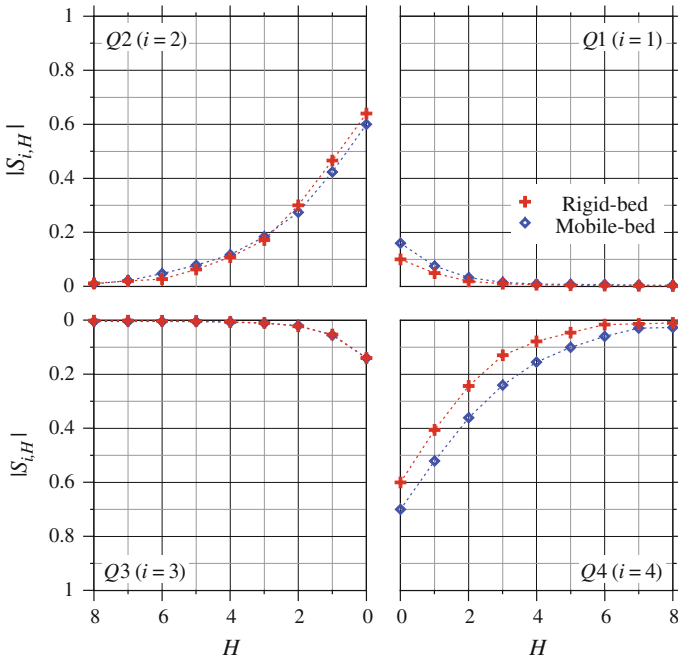 1
Q2 (i = 2)
Q1 (i = 1)
0.8
0.6
|S_{i,H}|
0.4
Rigid-bed
Mobile-bed
0.2
0
0
0.2
0.4
|S_{i,H}|
0.6
0.8
Q3 (i = 3)
Q4 (i = 4)
1
8 6 4 2 0
0 2 4 6 8
H
H